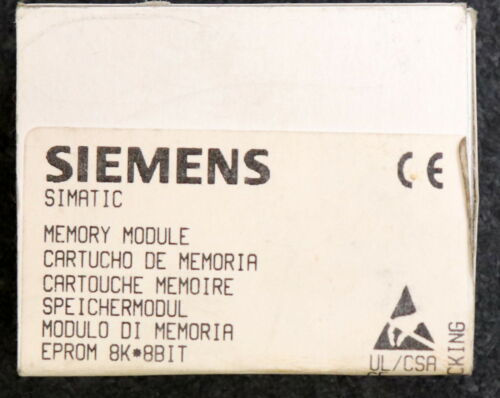 SIEMENS
CE
SIMATIC
MEMORY MODULE
CARTUCHO DE MEMORIA
CARTOUCHE MEMOIRE
SPEICHERMODUL
MODULO DI MEMORIA
EPROM 8K*8BIT
UL/CSA